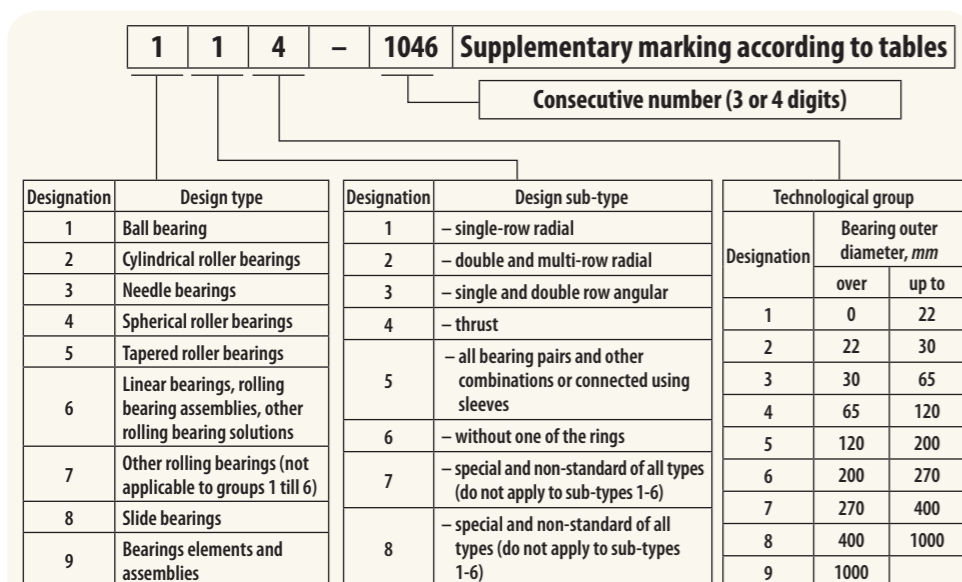 1 1 4 – 1046 Supplementary marking according to tables
Consecutive number (3 or 4 digits)
Designation Design type
1 Ball bearing
2 Cylindrical roller bearings
3 Needle bearings
4 Spherical roller bearings
5 Tapered roller bearings
6 Linear bearings, rolling
bearing assemblies, other
rolling bearing solutions
7 Other rolling bearings (not
applicable to groups 1 till 6)
8 Slide bearings
9 Bearings elements and
assemblies
Designation Design sub-type
1 – single-row radial
2 – double and multi-row radial
3 – single and double row angular
4 – thrust
5 – all bearing pairs and other
combinations or connected using
sleeves
6 – without one of the rings
7 – special and non-standard of all types
(do not apply to sub-types 1-6)
8 – special and non-standard of all
types (do not apply to sub-types
1-6)
Technological group
Designation Bearing outer
diameter, mm
over up to
1 0 22
2 22 30
3 30 65
4 65 120
5 120 200
6 200 270
7 270 400
8 400 1000
9 1000